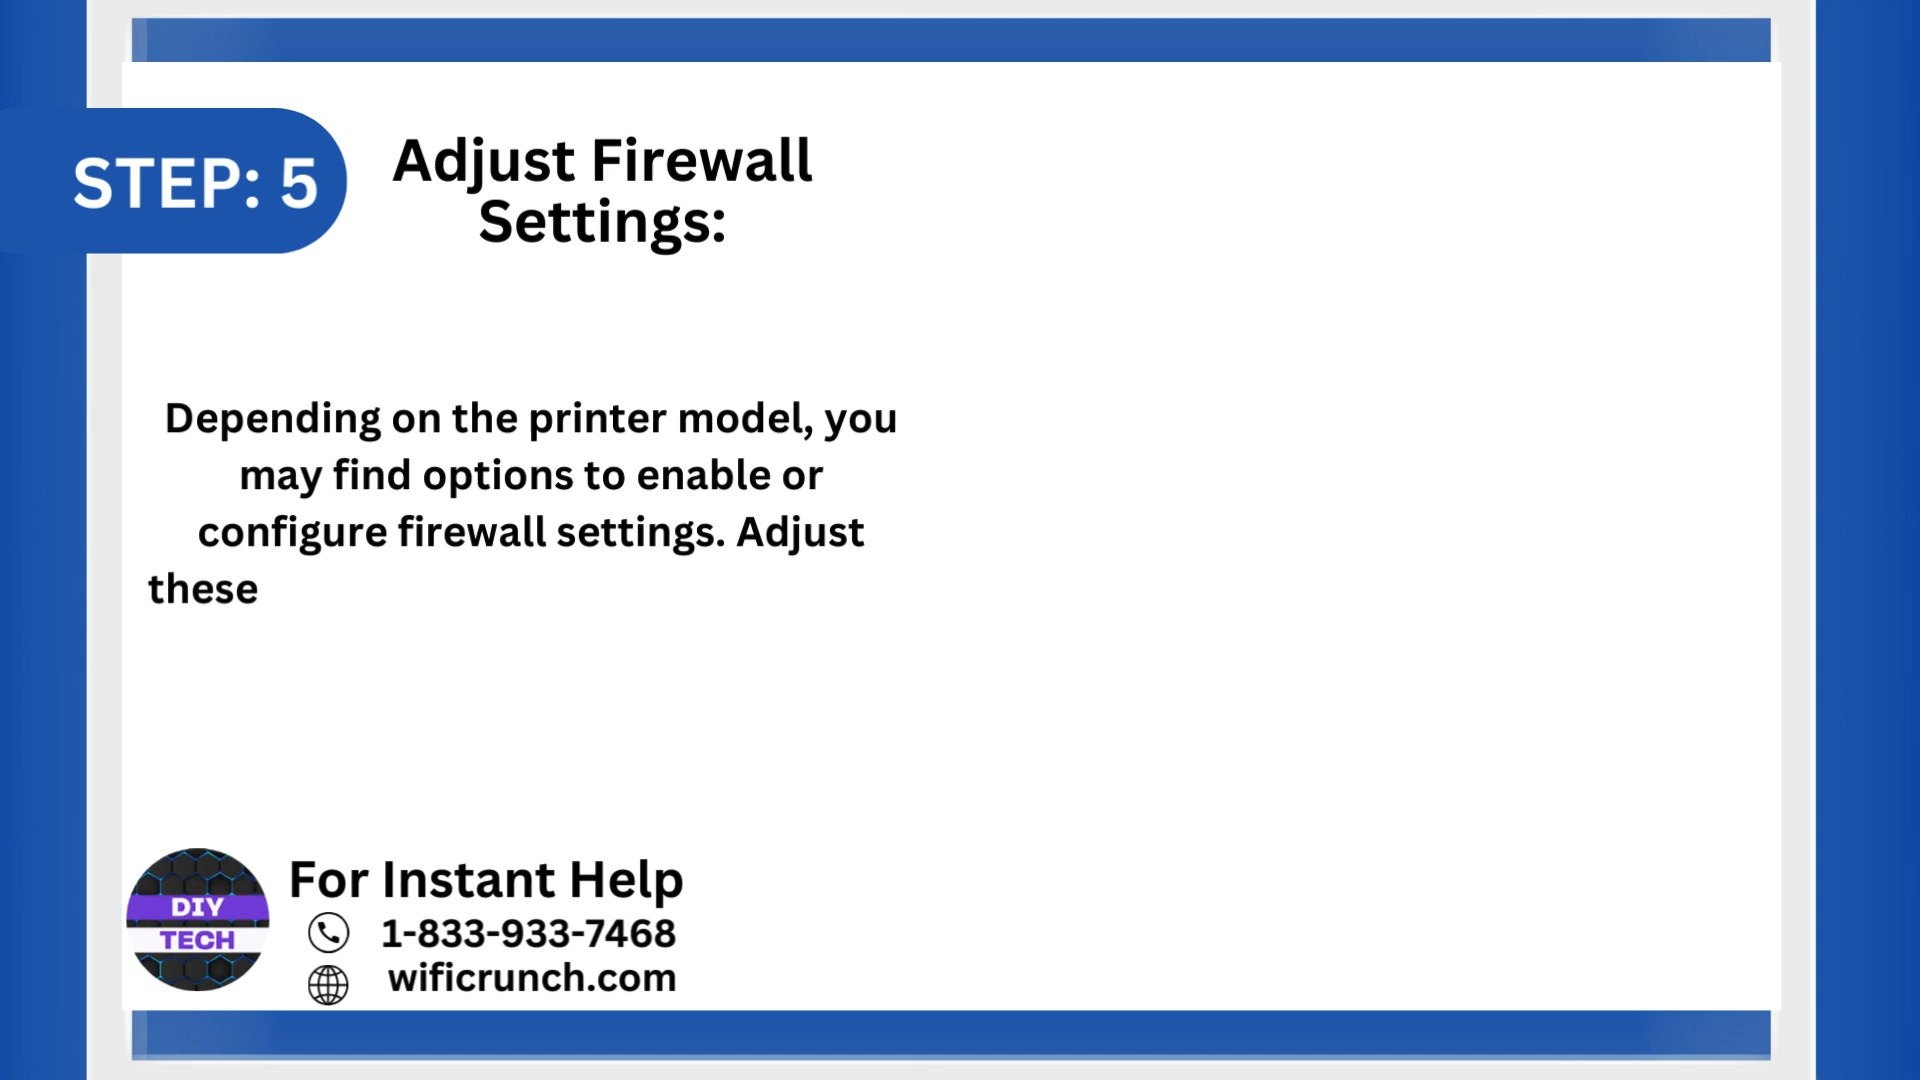 STEP: 5
Adjust Firewall
Settings:
Depending on the printer model, you
may find options to enable or
configure firewall settings. Adjust
these
DIY
TECH
For Instant Help
1-833-933-7468
wificrunch.com